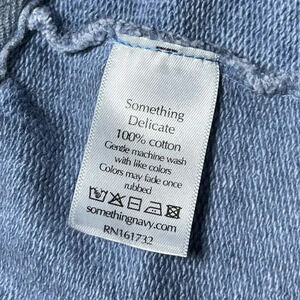 Something
Delicate
100% cotton
Gentle machine wash
with like colors
Colors may fade once
rubbed
somethingnavy.com
RN161732